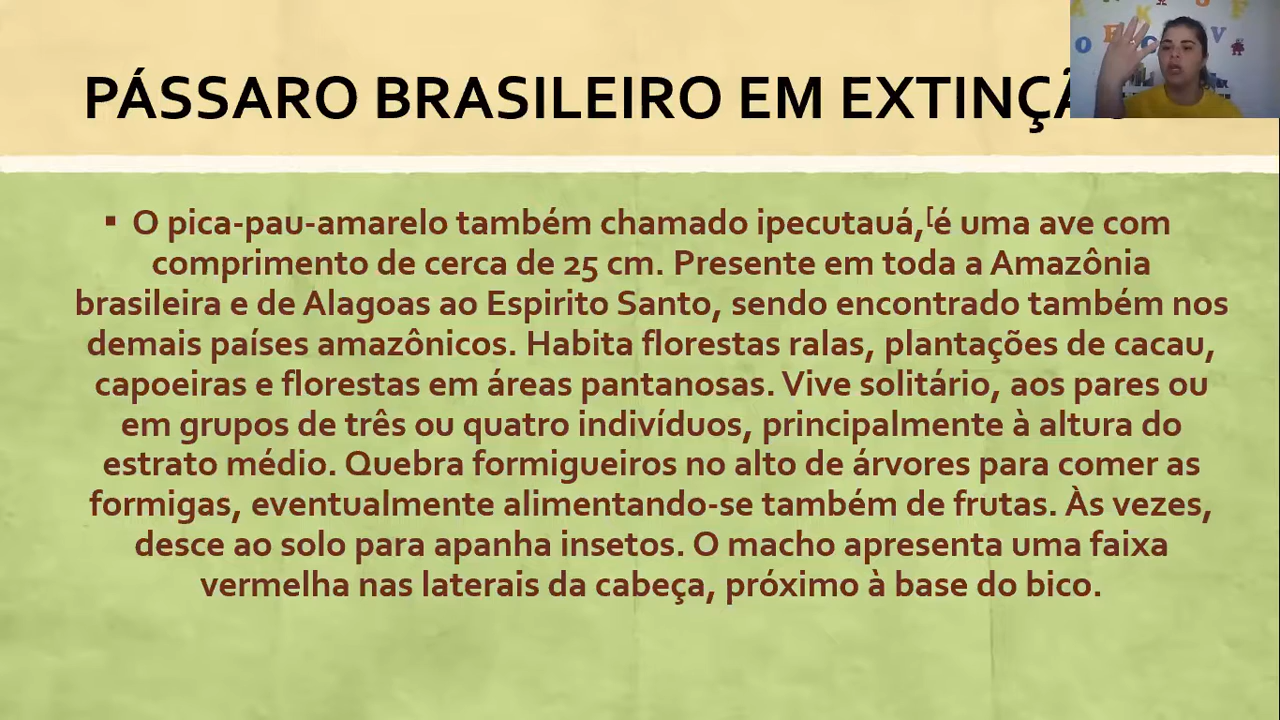 PÁSSARO BRASILEIRO EM
▪ O pica-pau-amarelo também chamado ipecutauá,[é uma ave com
comprimento de cerca de 25 cm. Presente em toda a Amazônia
brasileira e de Alagoas ao Espirito Santo, sendo encontrado também nos
demais países amazônicos. Habita florestas ralas, plantações de cacau,
capoeiras e florestas em áreas pantanosas. Vive solitário, aos pares ou
em grupos de três ou quatro indivíduos, principalmente à altura do
estrato médio. Quebra formigueiros no alto de árvores para comer as
formigas, eventualmente alimentando-se também de frutas. Às vezes,
desce ao solo para apanha insetos. O macho apresenta uma faixa
vermelha nas laterais da cabeça, próximo à base do bico.